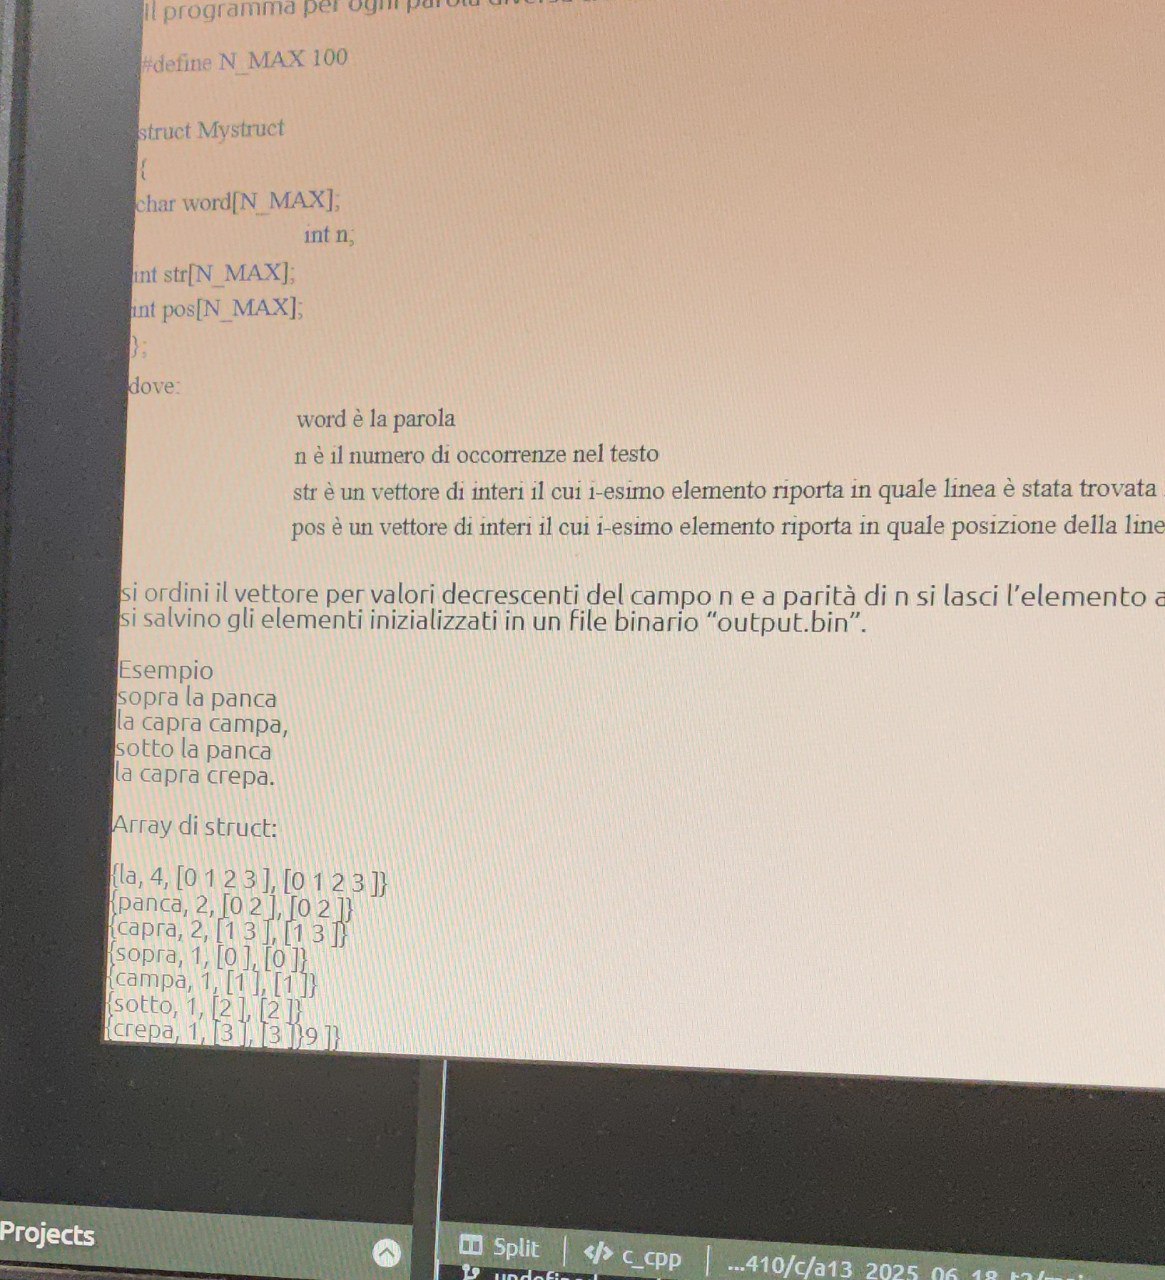 Il programma per ogni parola diversa
#define N_MAX 100
struct Mystruct
{
char word[N_MAX];
int n;
int str[N_MAX];
int pos[N_MAX];
};
dove:
word è la parola
n è il numero di occorrenze nel testo
str è un vettore di interi il cui i-esimo elemento riporta in quale linea è stata trovata
pos è un vettore di interi il cui i-esimo elemento riporta in quale posizione della line
si ordini il vettore per valori decrescenti del campo n e a parità di n si lasci l'elemento a
si salvino gli elementi inizializzati in un file binario "output.bin".
Esempio
sopra la panca
la capra campa,
sotto la panca
la capra crepa.
Array di struct:
{la, 4, [0 1 2 3 ], [0 1 2 3 ]}
{panca, 2, [0 2 ], [0 2 ]}
{capra, 2, [1 3 ], [1 3 ]}
{sopra, 1, [0 ], [0 ]}
{campa, 1, [1 ], [1 ]}
{sotto, 1, [2 ], [2 ]}
{crepa, 1, [3 ], [3 ]}9 ]}
Projects
Split
</> c_cpp
...410/c/a13_2025_06_18_t2/